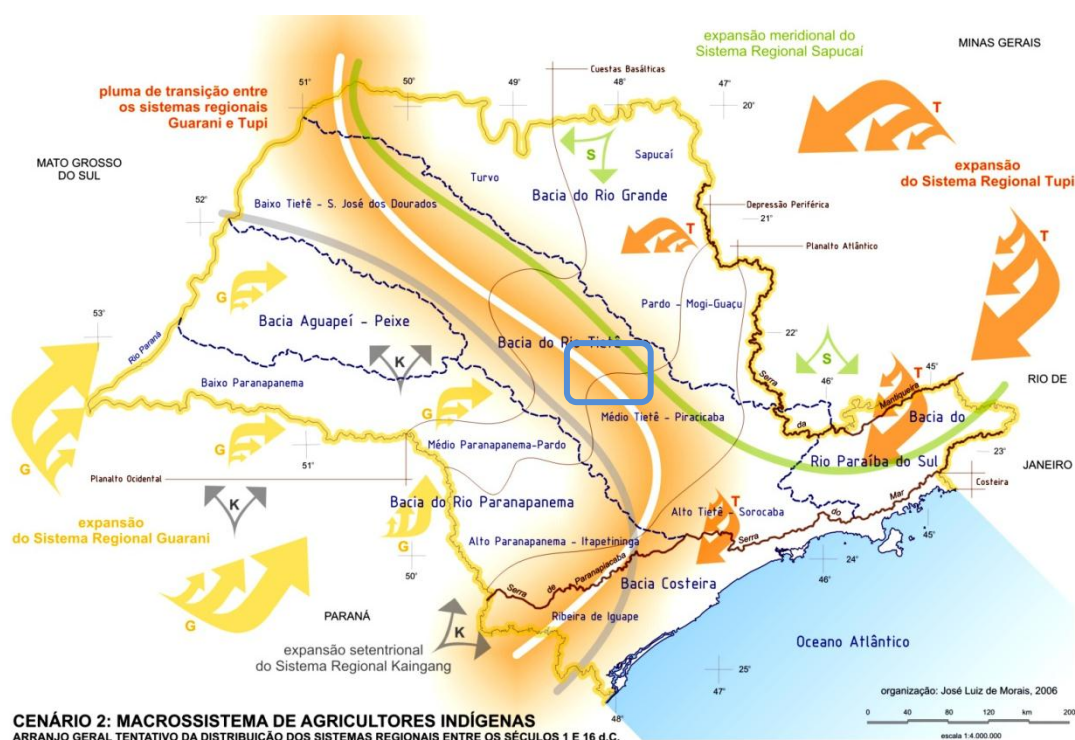 expansão meridional do
Sistema Regional Sapucaí
MINAS GERAIS
Cuestas Basálticas
51°
50°
49°
48°
47°
20°
pluma de transição entre
os sistemas regionais
Guarani e Tupi
T
MATO GROSSO
DO SUL
S
Sapucaí
expansão
do Sistema Regional Tupi
Turvo
Bacia do Rio Grande
Baixo Tietê - S. José dos Dourados
Depressão Periférica
52°
21°
T
T
Planalto Atlântico
G
Pardo - Mogi-Guaçu
53°
Rio Paraná
Bacia Aguapeí - Peixe
Bacia do Rio Tietê
22°
K
S
Serra
da
Mantiqueira
46°
45°
T
RIO DE
JANEIRO
Baixo Paranapanema
G
Médio Tietê - Piracicaba
Bacia do
Rio Paraíba do Sul
G
G
Médio Paranapanema-Pardo
51°
23°
Planalto Ocidental
Costeira
K
Bacia do Rio Paranapanema
T
Alto Tietê - Sorocaba
Serra
do
Mar
expansão
do Sistema Regional Guarani
G
Alto Paranapanema - Itapetininga
45°
50°
24°
46°
Serra
de
Paranapiacaba
Bacia Costeira
G
PARANÁ
K
Ribeira de Iguape
Oceano Atlântico
expansão setentrional
do Sistema Regional Kaingang
25°
47°
48°
organização: José Luiz de Morais, 2006
0 40 80 120 km 200
escala 1:4.000.000
CENÁRIO 2: MACROSSISTEMA DE AGRICULTORES INDÍGENAS
ARRANJO GERAL TENTATIVO DA DISTRIBUIÇÃO DOS SISTEMAS REGIONAIS ENTRE OS SÉCULOS 1 E 16 d.C.